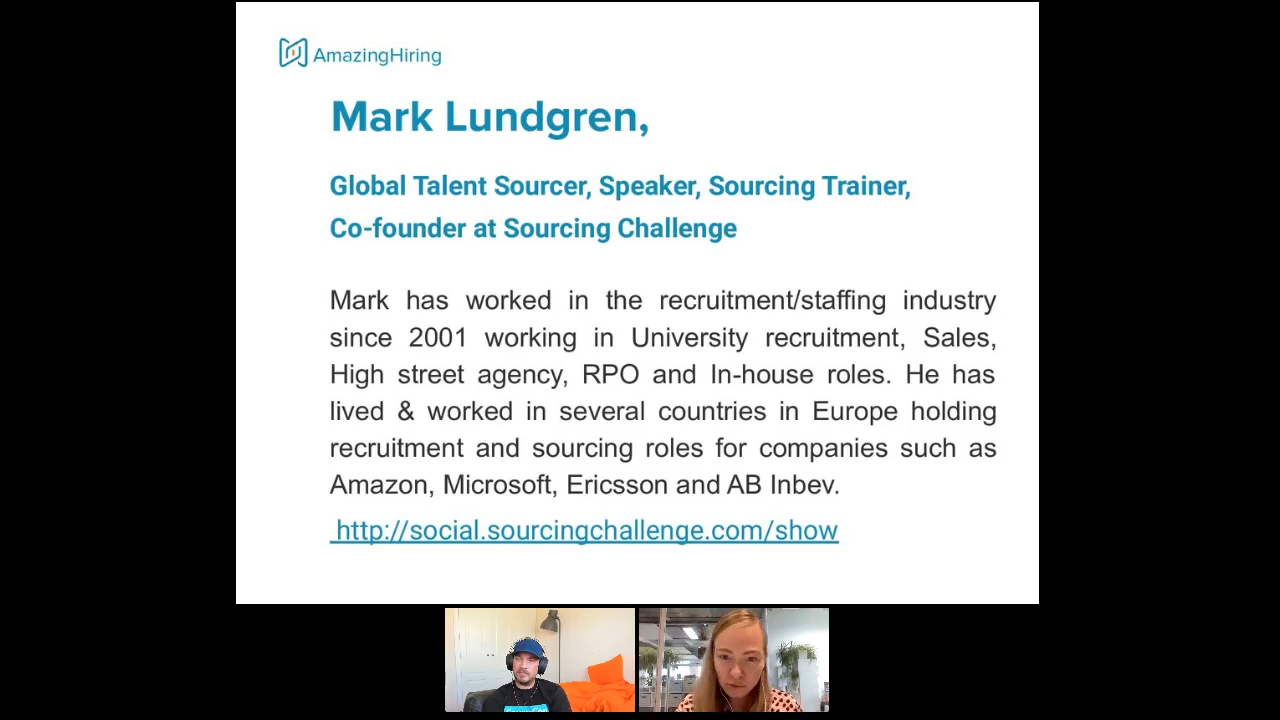 AmazingHiring
Mark Lundgren,
Global Talent Sourcer, Speaker, Sourcing Trainer,
Co-founder at Sourcing Challenge
Mark has worked in the recruitment/staffing industry
since 2001 working in University recruitment, Sales,
High street agency, RPO and In-house roles. He has
lived & worked in several countries in Europe holding
recruitment and sourcing roles for companies such as
Amazon, Microsoft, Ericsson and AB Inbev.
http://social.sourcingchallenge.com/show